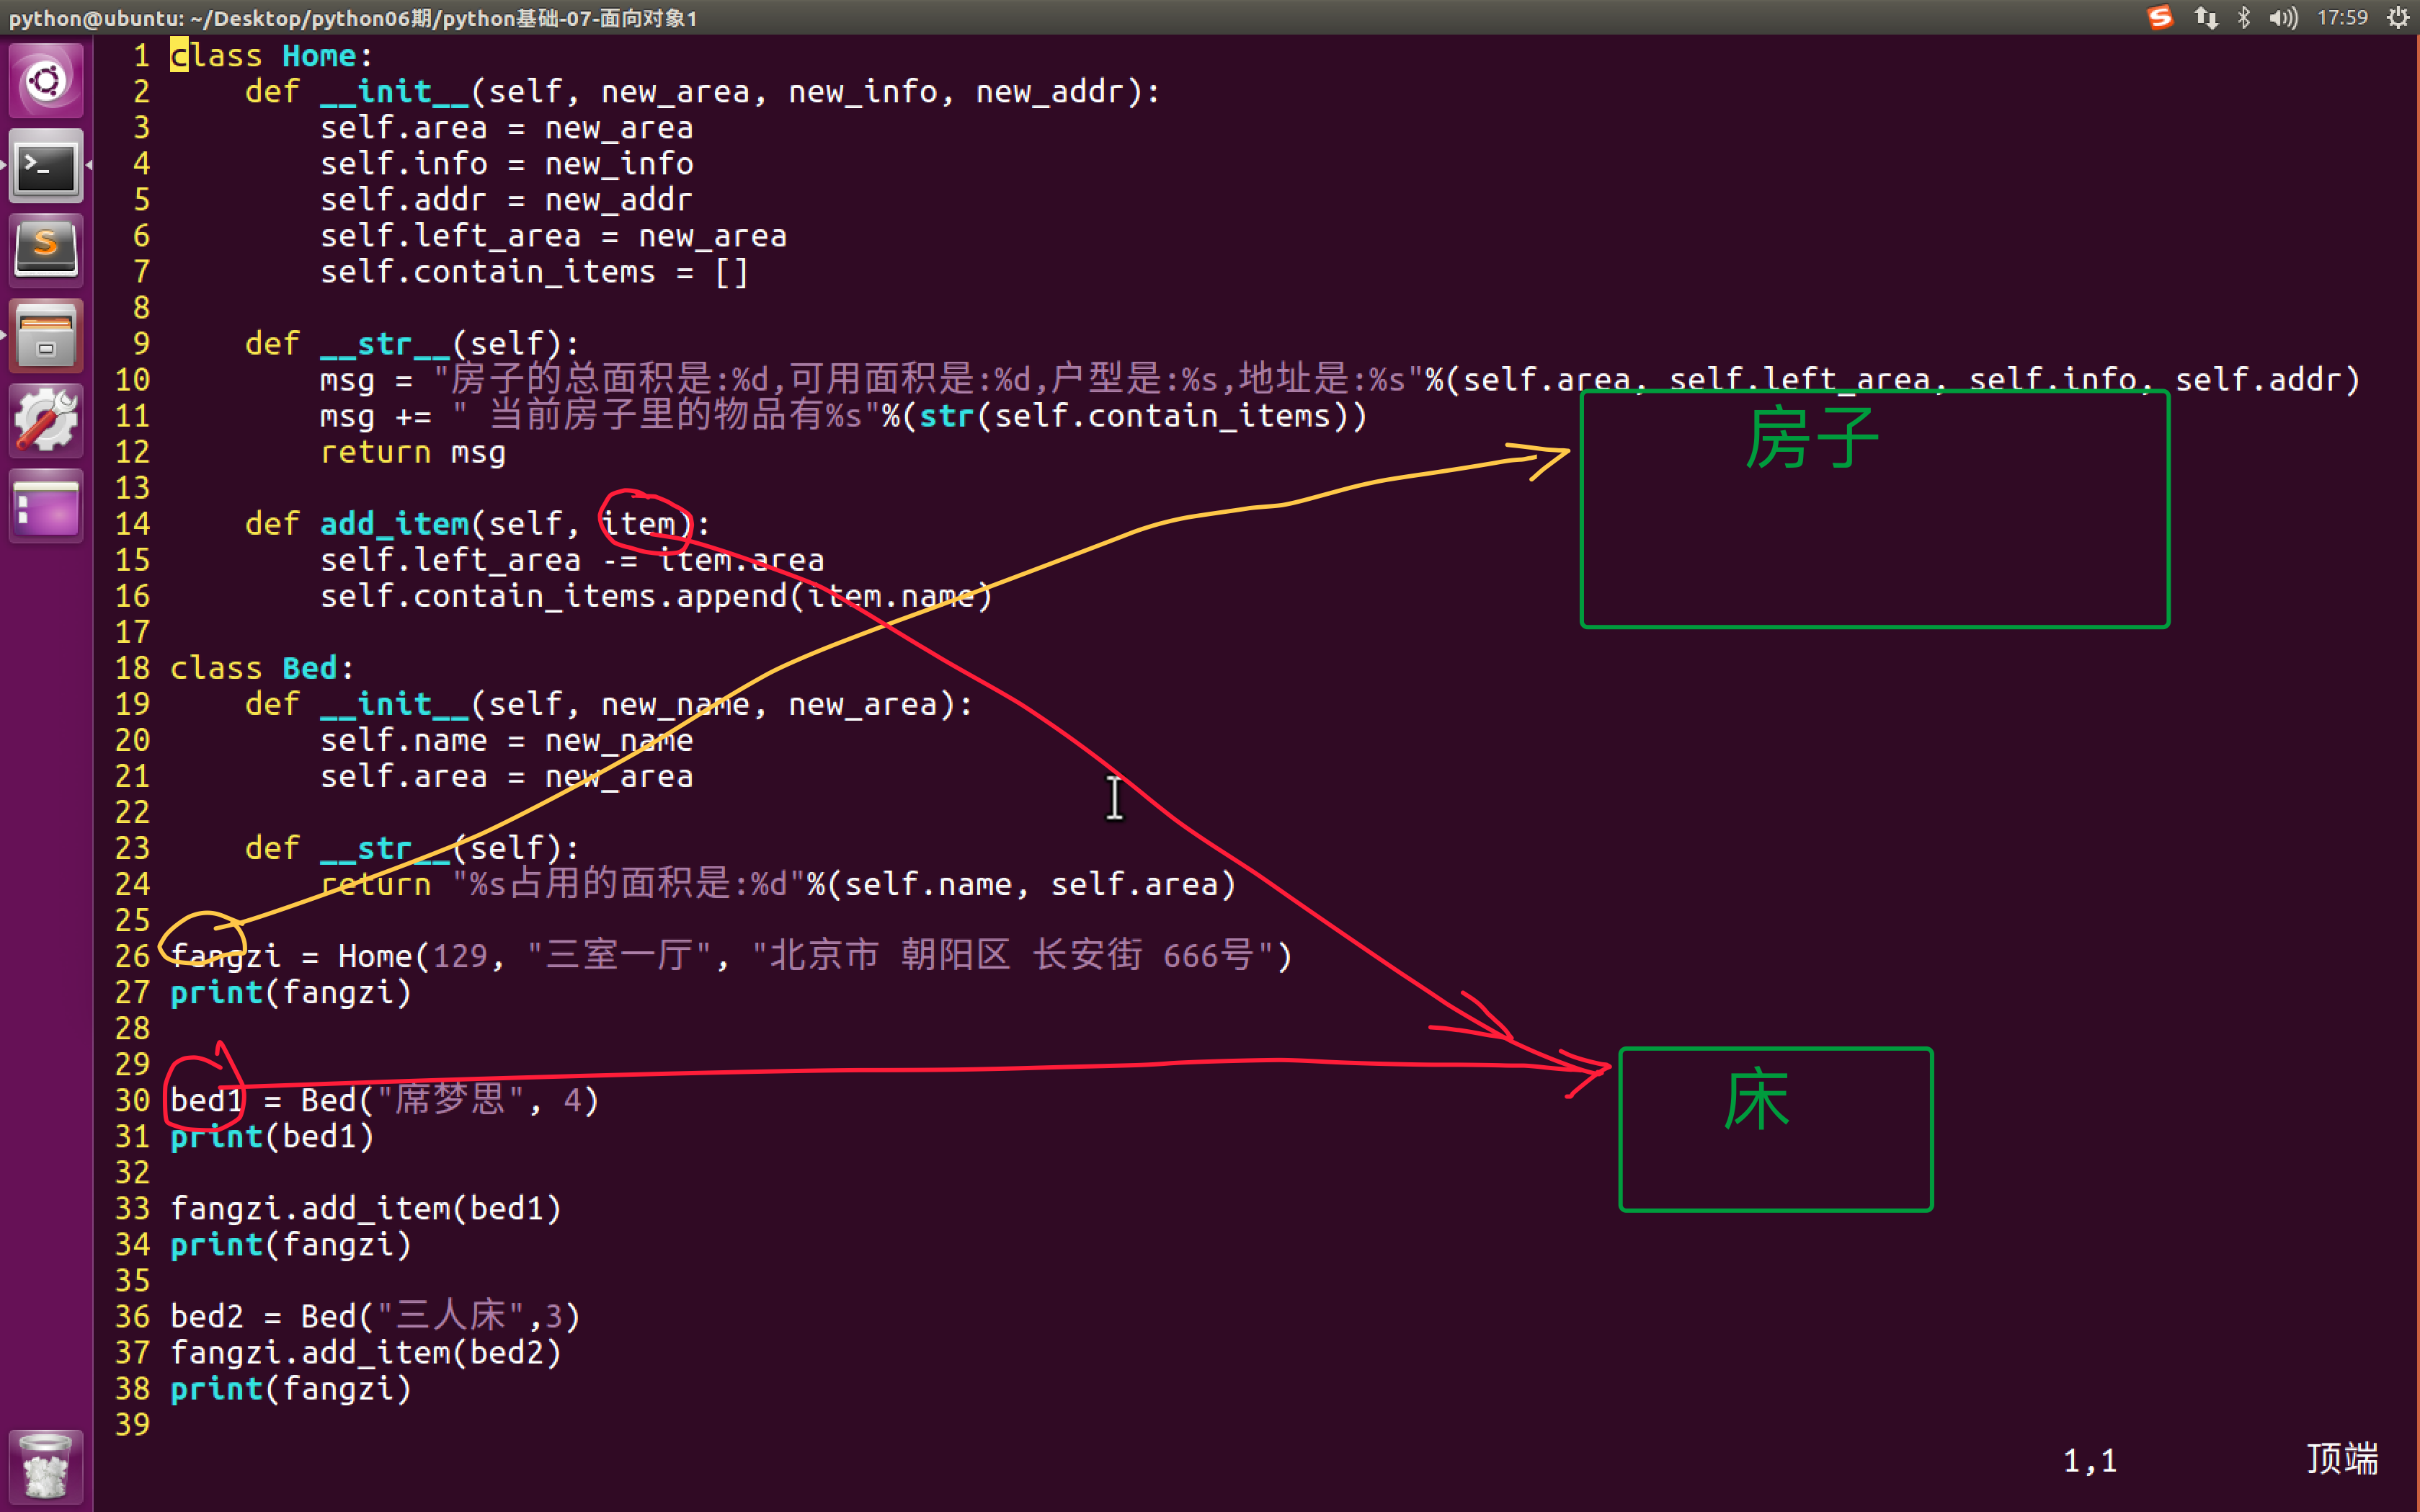 python@ubuntu: ~/Desktop/python06期/python基础-07-面向对象1
17:59
1 class Home:
2     def __init__(self, new_area, new_info, new_addr):
3         self.area = new_area
4         self.info = new_info
5         self.addr = new_addr
6         self.left_area = new_area
7         self.contain_items = []
8
9     def __str__(self):
10         msg = "房子的总面积是:%d,可用面积是:%d,户型是:%s,地址是:%s"%(self.area, self.left_area, self.info, self.addr)
11         msg += " 当前房子里的物品有%s"%(str(self.contain_items))
房子
12         return msg
13
14     def add_item(self, item):
15         self.left_area -= item.area
16         self.contain_items.append(item.name)
17
18 class Bed:
19     def __init__(self, new_name, new_area):
20         self.name = new_name
21         self.area = new_area
22
23     def __str__(self):
24         return "%s占用的面积是:%d"%(self.name, self.area)
25
26 fangzi = Home(129, "三室一厅", "北京市 朝阳区 长安街 666号")
27 print(fangzi)
28
29
30 bed1 = Bed("席梦思", 4)
床
31 print(bed1)
32
33 fangzi.add_item(bed1)
34 print(fangzi)
35
36 bed2 = Bed("三人床",3)
37 fangzi.add_item(bed2)
38 print(fangzi)
39
1,1 顶端